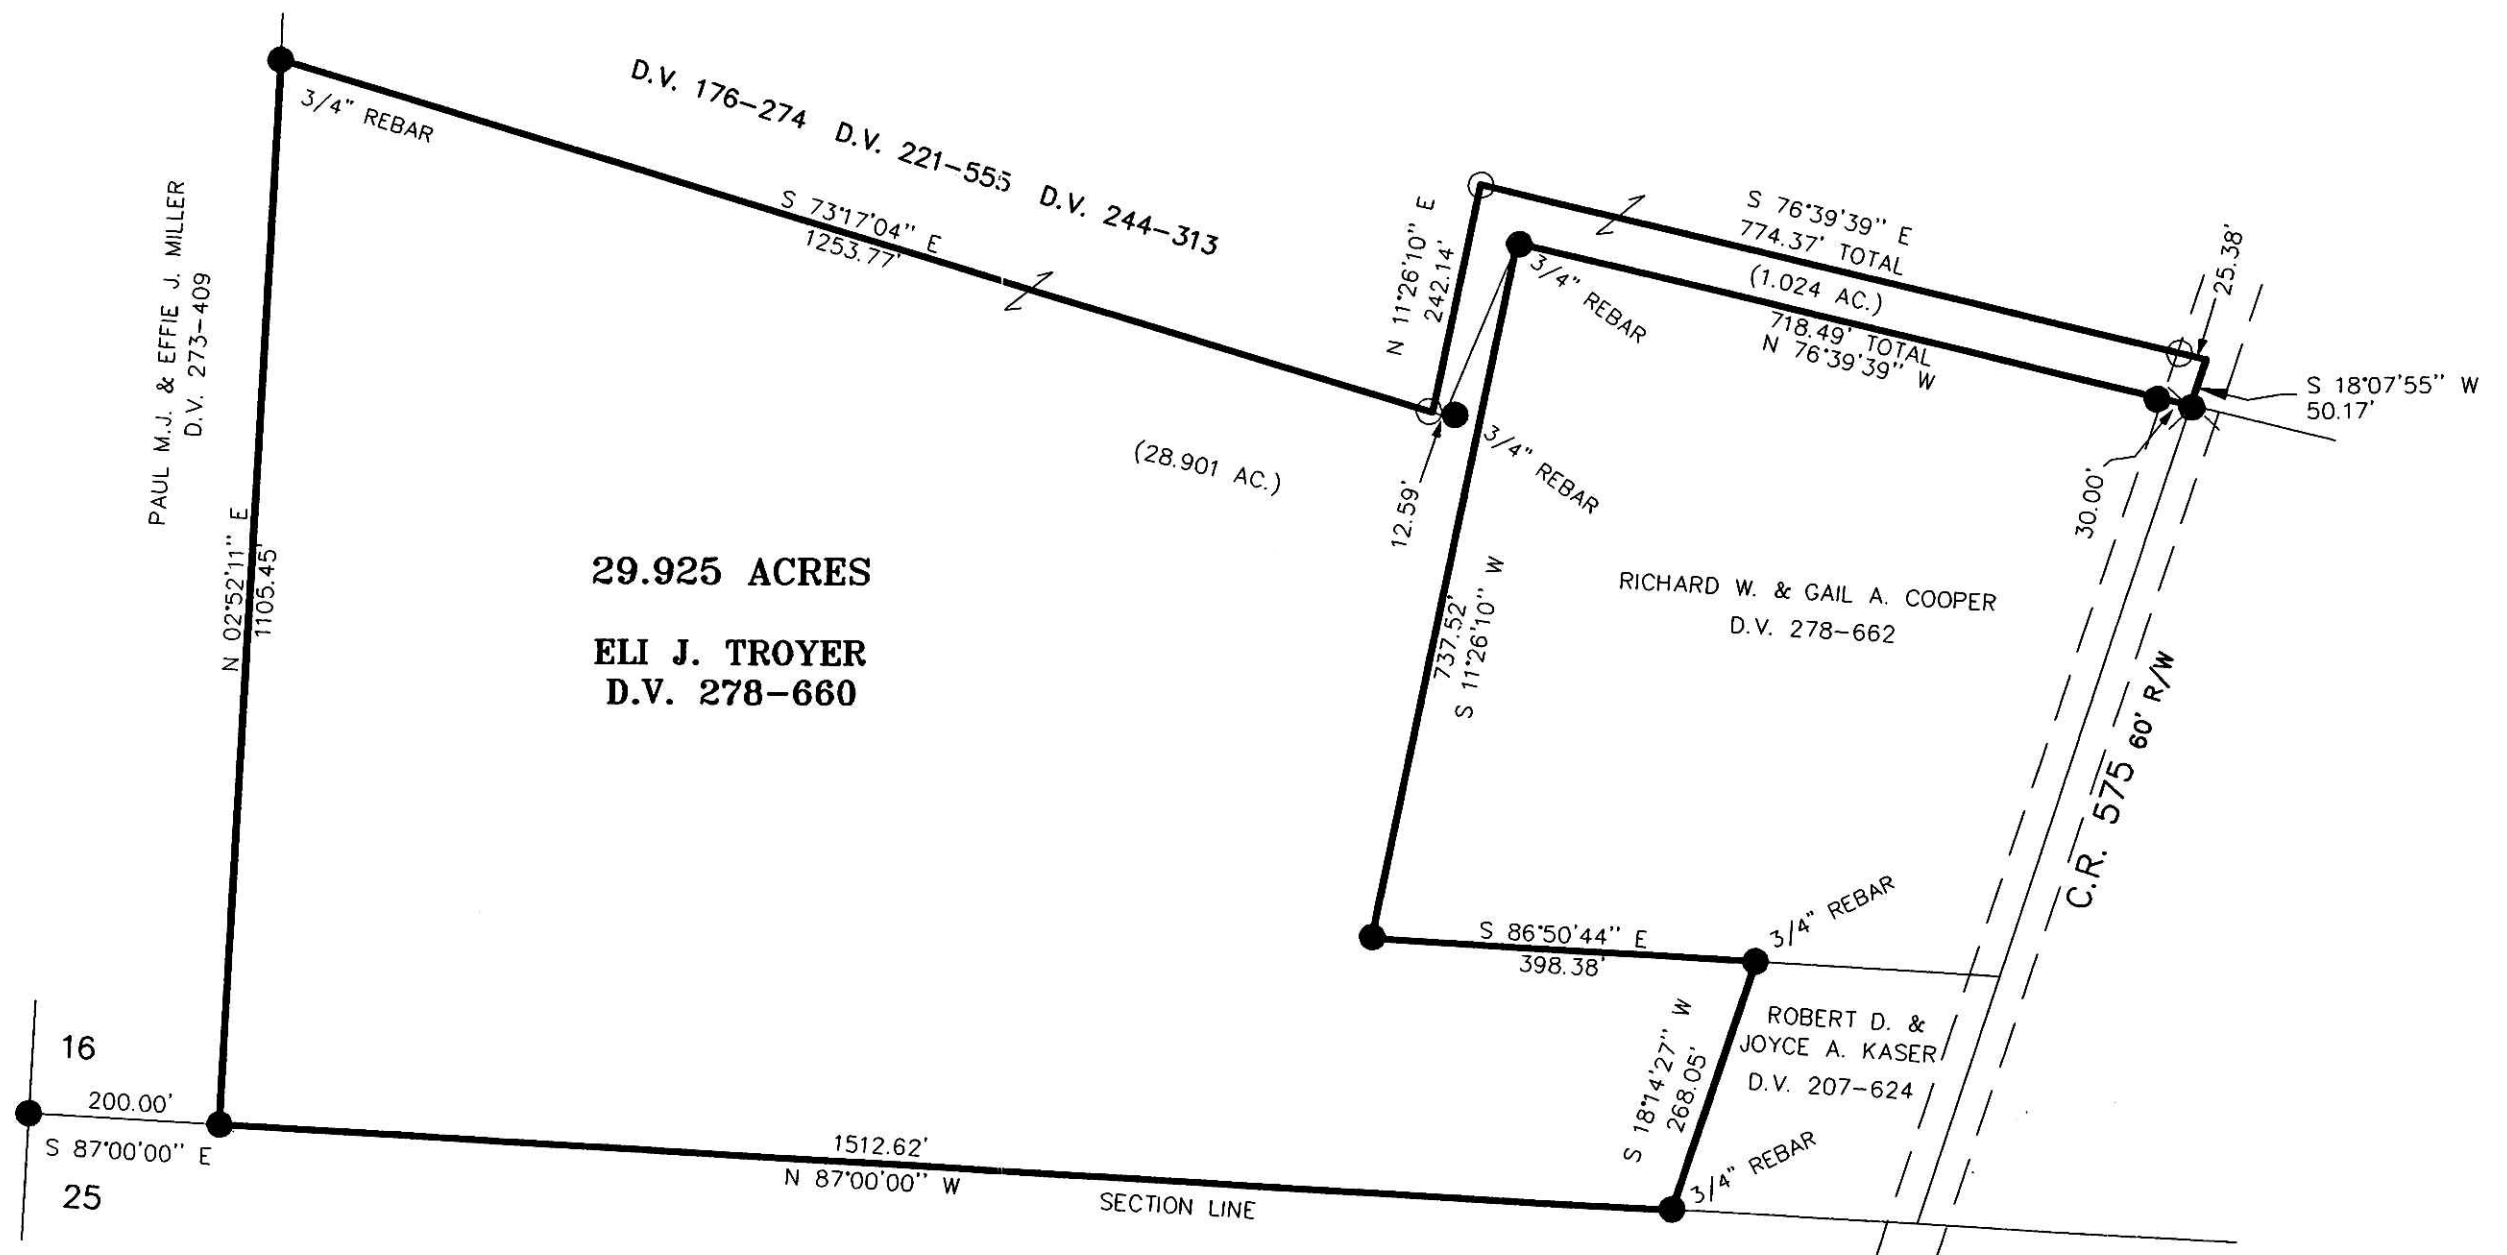 D.V. 176-274 D.V. 221-555 D.V. 244-313
3/4" REBAR
S 73°17'04" E
1253.77'
PAUL M.J. & EFFIE J. MILLER
D.V. 273-409
N 02°52'11" E
1105.45'
N 11°26'10" E
242.14'
S 76°39'39" E
774.37' TOTAL
(1.024 AC.)
718.49' TOTAL
N 76°39'39" W
25.38'
S 18°07'55" W
50.17'
30.00'
3/4" REBAR
3/4" REBAR
12.59'
(28.901 AC.)
29.925 ACRES
ELI J. TROYER
D.V. 278-660
737.52'
S 11°26'10" W
RICHARD W. & GAIL A. COOPER
D.V. 278-662
C.R. 575 60' R/W
S 86°50'44" E
398.38'
3/4" REBAR
ROBERT D. &
JOYCE A. KASER
D.V. 207-624
S 18°14'27" W
268.05'
3/4" REBAR
16
200.00'
S 87°00'00" E
25
1512.62'
N 87°00'00" W
SECTION LINE